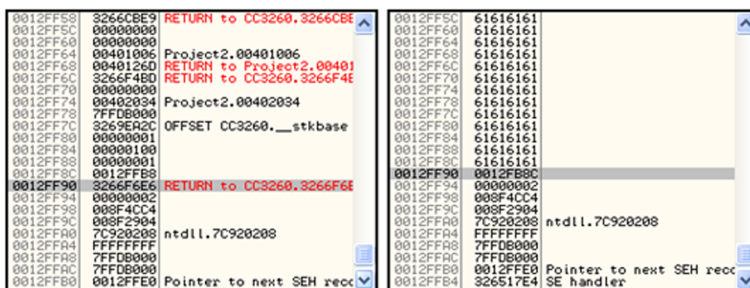 0012FF58 3266CBE9 RETURN to CC3260.3266CBE
0012FF5C 00000000
0012FF60 00000000
0012FF64 00401006 Project2.00401006
0012FF68 0040126D RETURN to Project2.00401
0012FF6C 3266F4BD RETURN to CC3260.3266F4B
0012FF70 00000000
0012FF74 00402034 Project2.00402034
0012FF78 7FFDB000
0012FF7C 3269EA2C OFFSET CC3260.__stkbase
0012FF80 00000001
0012FF84 00000100
0012FF88 00000001
0012FF8C 0012FFB8
0012FF90 3266F6E6 RETURN to CC3260.3266F6E
0012FF94 00000002
0012FF98 008F4CC4
0012FF9C 008F2904
0012FFA0 7C920208 ntdll.7C920208
0012FFA4 FFFFFFFF
0012FFA8 7FFDB000
0012FFAC 7FFDB000
0012FFB0 0012FFE0 Pointer to next SEH reco
0012FF5C 61616161
0012FF60 61616161
0012FF64 61616161
0012FF68 61616161
0012FF6C 61616161
0012FF70 61616161
0012FF74 61616161
0012FF78 61616161
0012FF7C 61616161
0012FF80 61616161
0012FF84 61616161
0012FF88 61616161
0012FF8C 61616161
0012FF90 0012FB8C
0012FF94 00000002
0012FF98 008F4CC4
0012FF9C 008F2904
0012FFA0 7C920208 ntdll.7C920208
0012FFA4 FFFFFFFF
0012FFA8 7FFDB000
0012FFAC 7FFDB000
0012FFB0 0012FFE0 Pointer to next SEH reco
0012FFB4 326517E4 SE handler